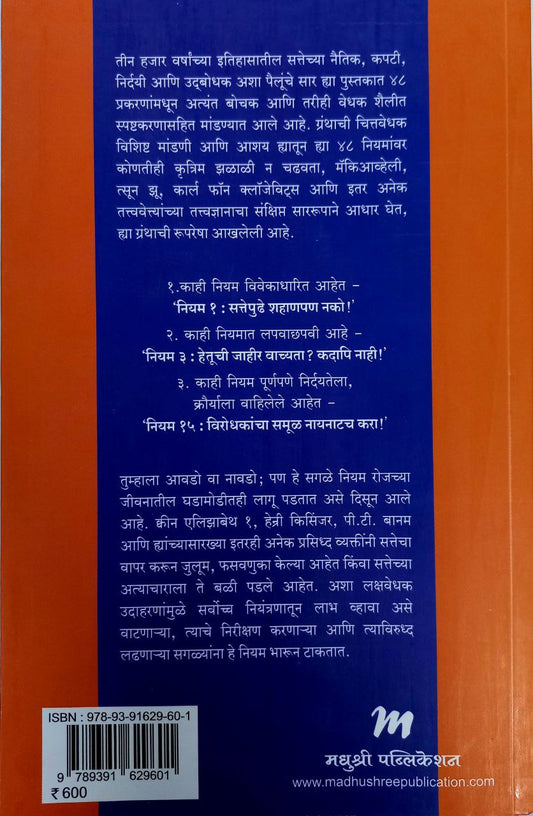 तीन हजार वर्षांच्या इतिहासातील सत्तेच्या नैतिक, कपटी,
निर्दयी आणि उद्‌बोधक अशा पैलूंचे सार ह्या पुस्तकात ४८
प्रकरणांमधून अत्यंत बोचक आणि तरीही वेधक शैलीत
स्पष्टकरणासहित मांडण्यात आले आहे. ग्रंथाची चित्तवेधक
विशिष्ट मांडणी आणि आशय ह्यातून ह्या ४८ नियमांवर
कोणतीही कृत्रिम झळाळी न चढवता, मॅकिआव्हेली,
त्सून झू, कार्ल फॉन क्लॉजेविट्स आणि इतर अनेक
तत्त्ववेत्त्यांच्या तत्त्वज्ञानाचा संक्षिप्त साररूपाने आधार घेत,
ह्या ग्रंथाची रूपरेषा आखलेली आहे.
१.काही नियम विवेकाधारित आहेत –
‘नियम १ : सत्तेपुढे शहाणपण नको!’
२. काही नियमात लपवाछपवी आहे –
‘नियम ३ : हेतूची जाहीर वाच्यता? कदापि नाही!’
३. काही नियम पूर्णपणे निर्दयतेला,
क्रौर्याला वाहिलेले आहेत –
‘नियम १५ : विरोधकांचा समूळ नायनाटच करा!’
तुम्हाला आवडो वा नावडो; पण हे सगळे नियम रोजच्या
जीवनातील घडामोडीतही लागू पडतात असे दिसून आले
आहे. क्वीन एलिझाबेथ १, हेन्री किसिंजर, पी.टी. बानम
आणि ह्यांच्यासारख्या इतरही अनेक प्रसिध्द व्यक्तींनी सत्तेचा
वापर करून जुलूम, फसवणुका केल्या आहेत किंवा सत्तेच्या
अत्याचाराला ते बळी पडले आहेत. अशा लक्षवेधक
उदाहरणांमुळे सर्वोच्च नियंत्रणातून लाभ व्हावा असे
वाटणाऱ्या, त्याचे निरीक्षण करणाऱ्या आणि त्याविरुध्द
लढणाऱ्या सगळ्यांना हे नियम भारून टाकतात.
ISBN : 978-93-91629-60-1
9 789391 629601
₹ 600
मधुश्री पब्लिकेशन
www.madhushreepublication.com